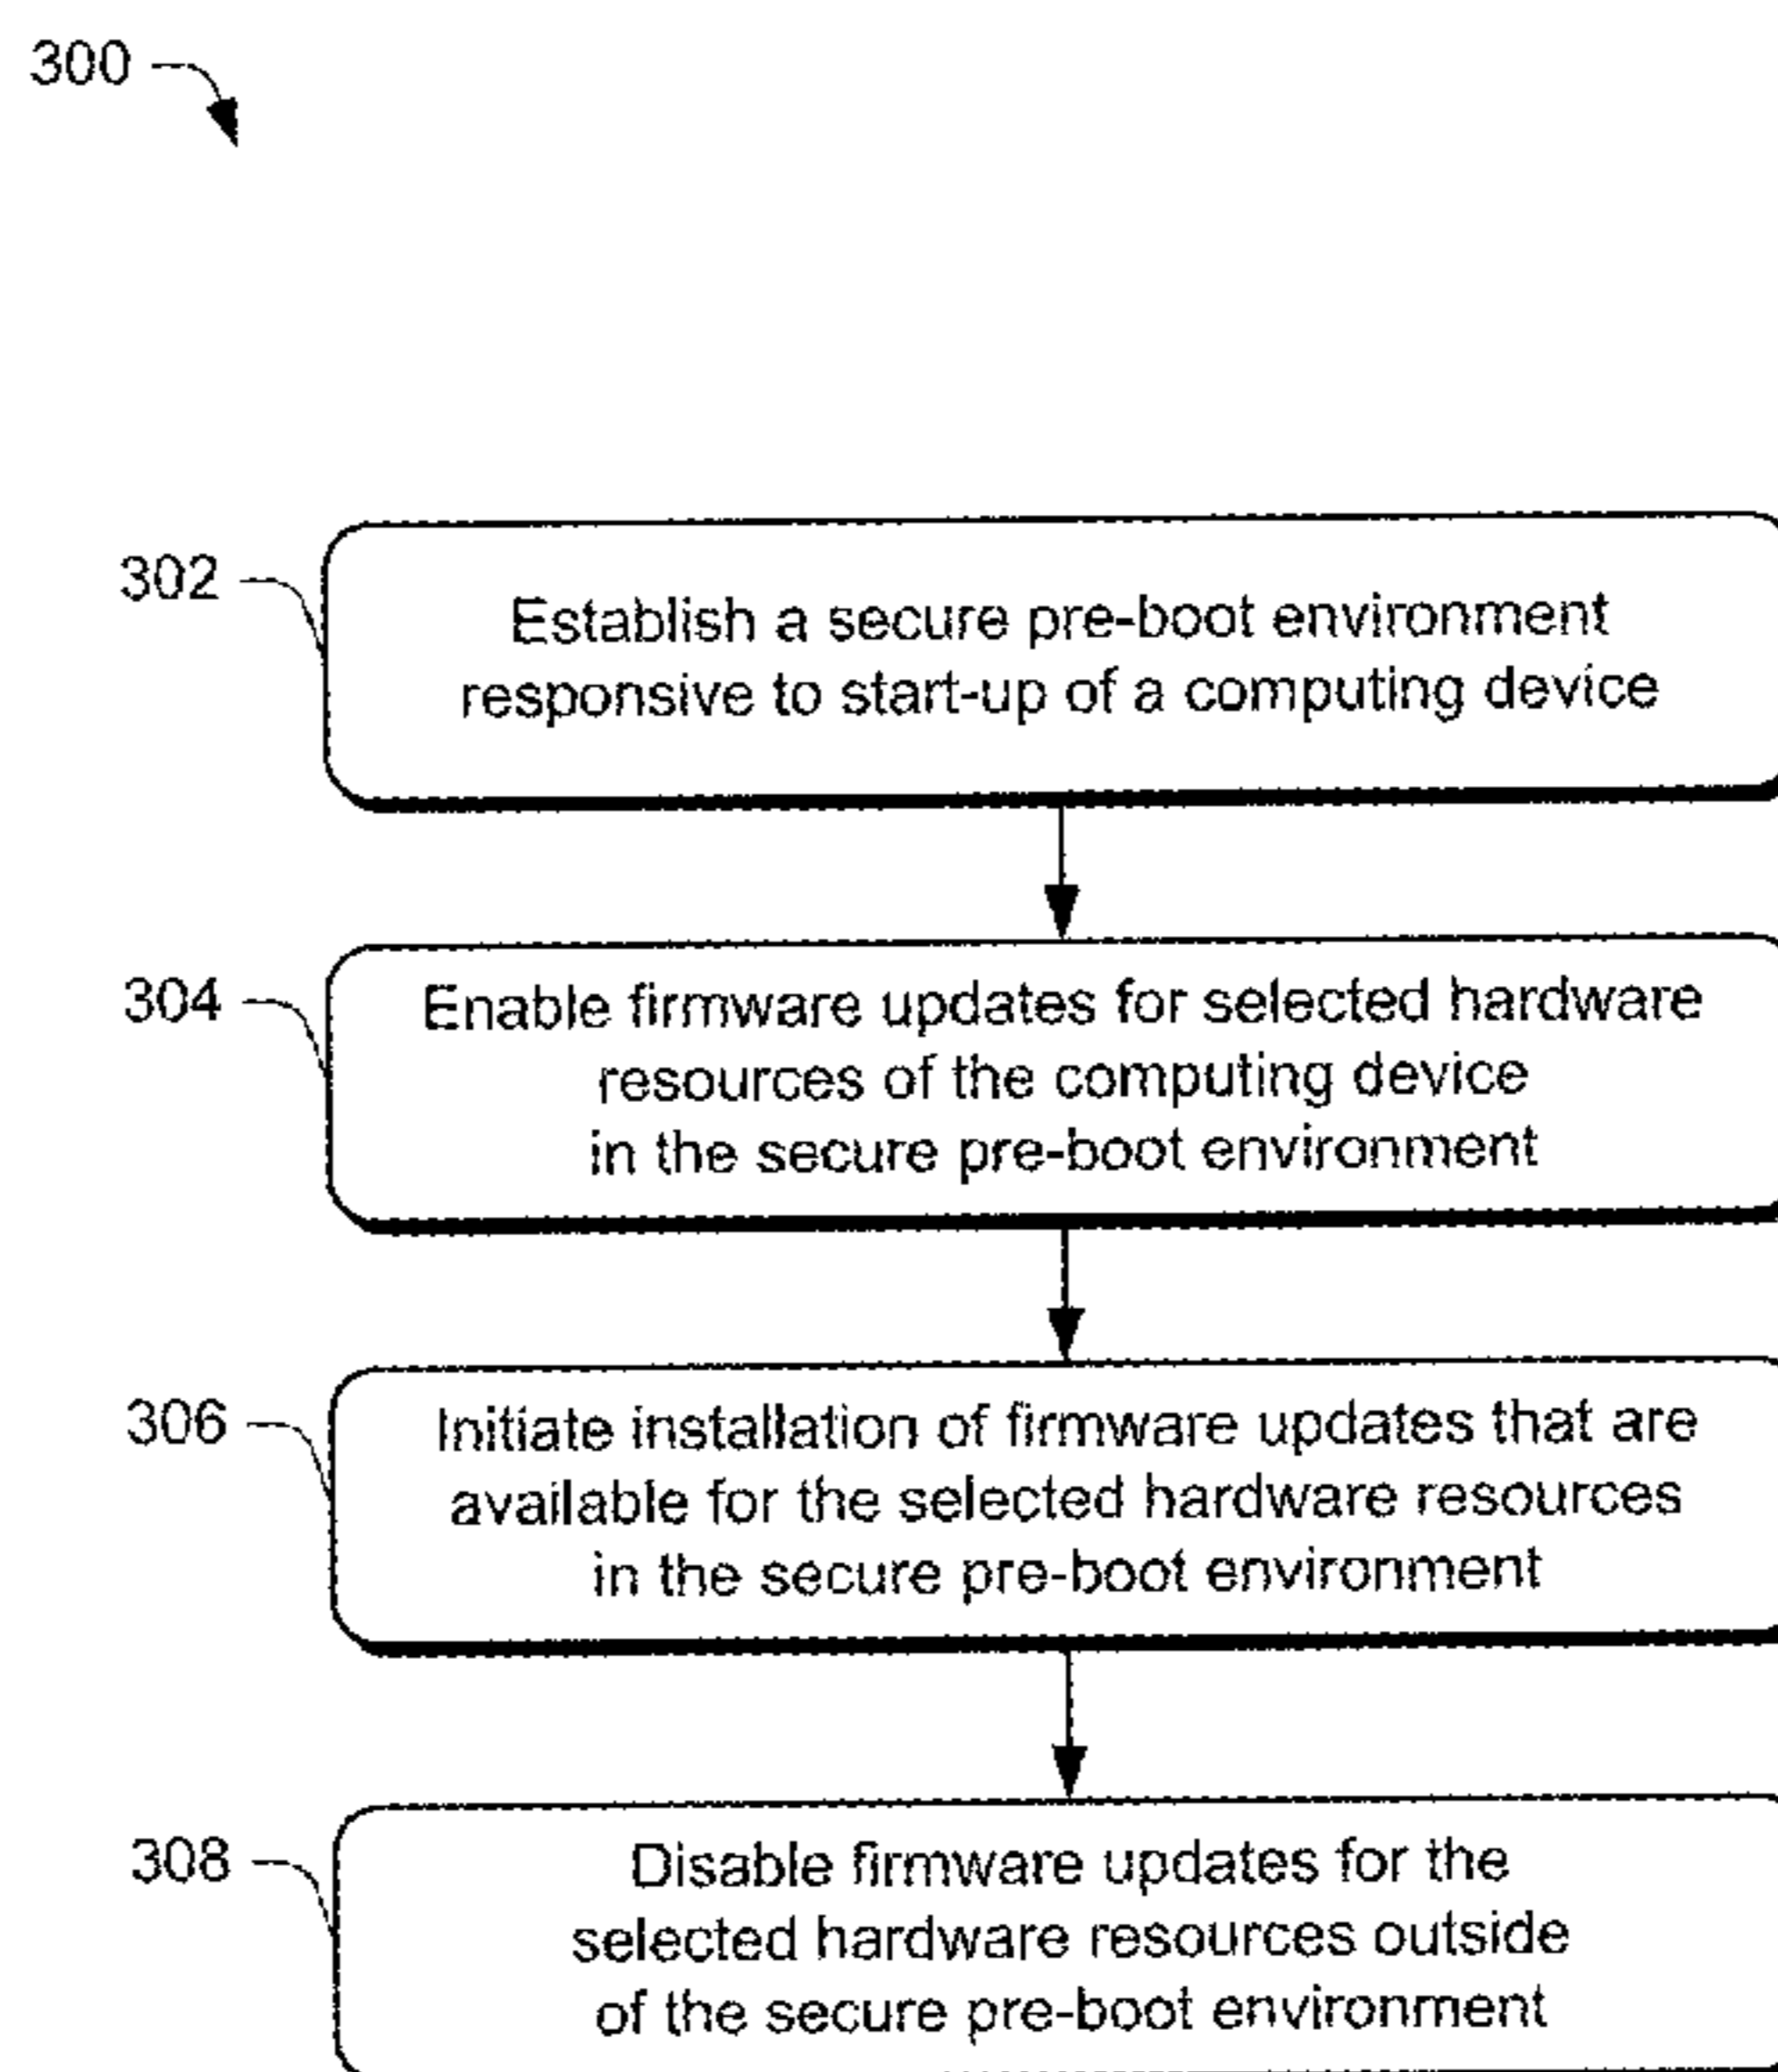 300
302
Establish a secure pre-boot environment
responsive to start-up of a computing device
304
Enable firmware updates for selected hardware
resources of the computing device
in the secure pre-boot environment
306
Initiate installation of firmware updates that are
available for the selected hardware resources
in the secure pre-boot environment
308
Disable firmware updates for the
selected hardware resources outside
of the secure pre-boot environment